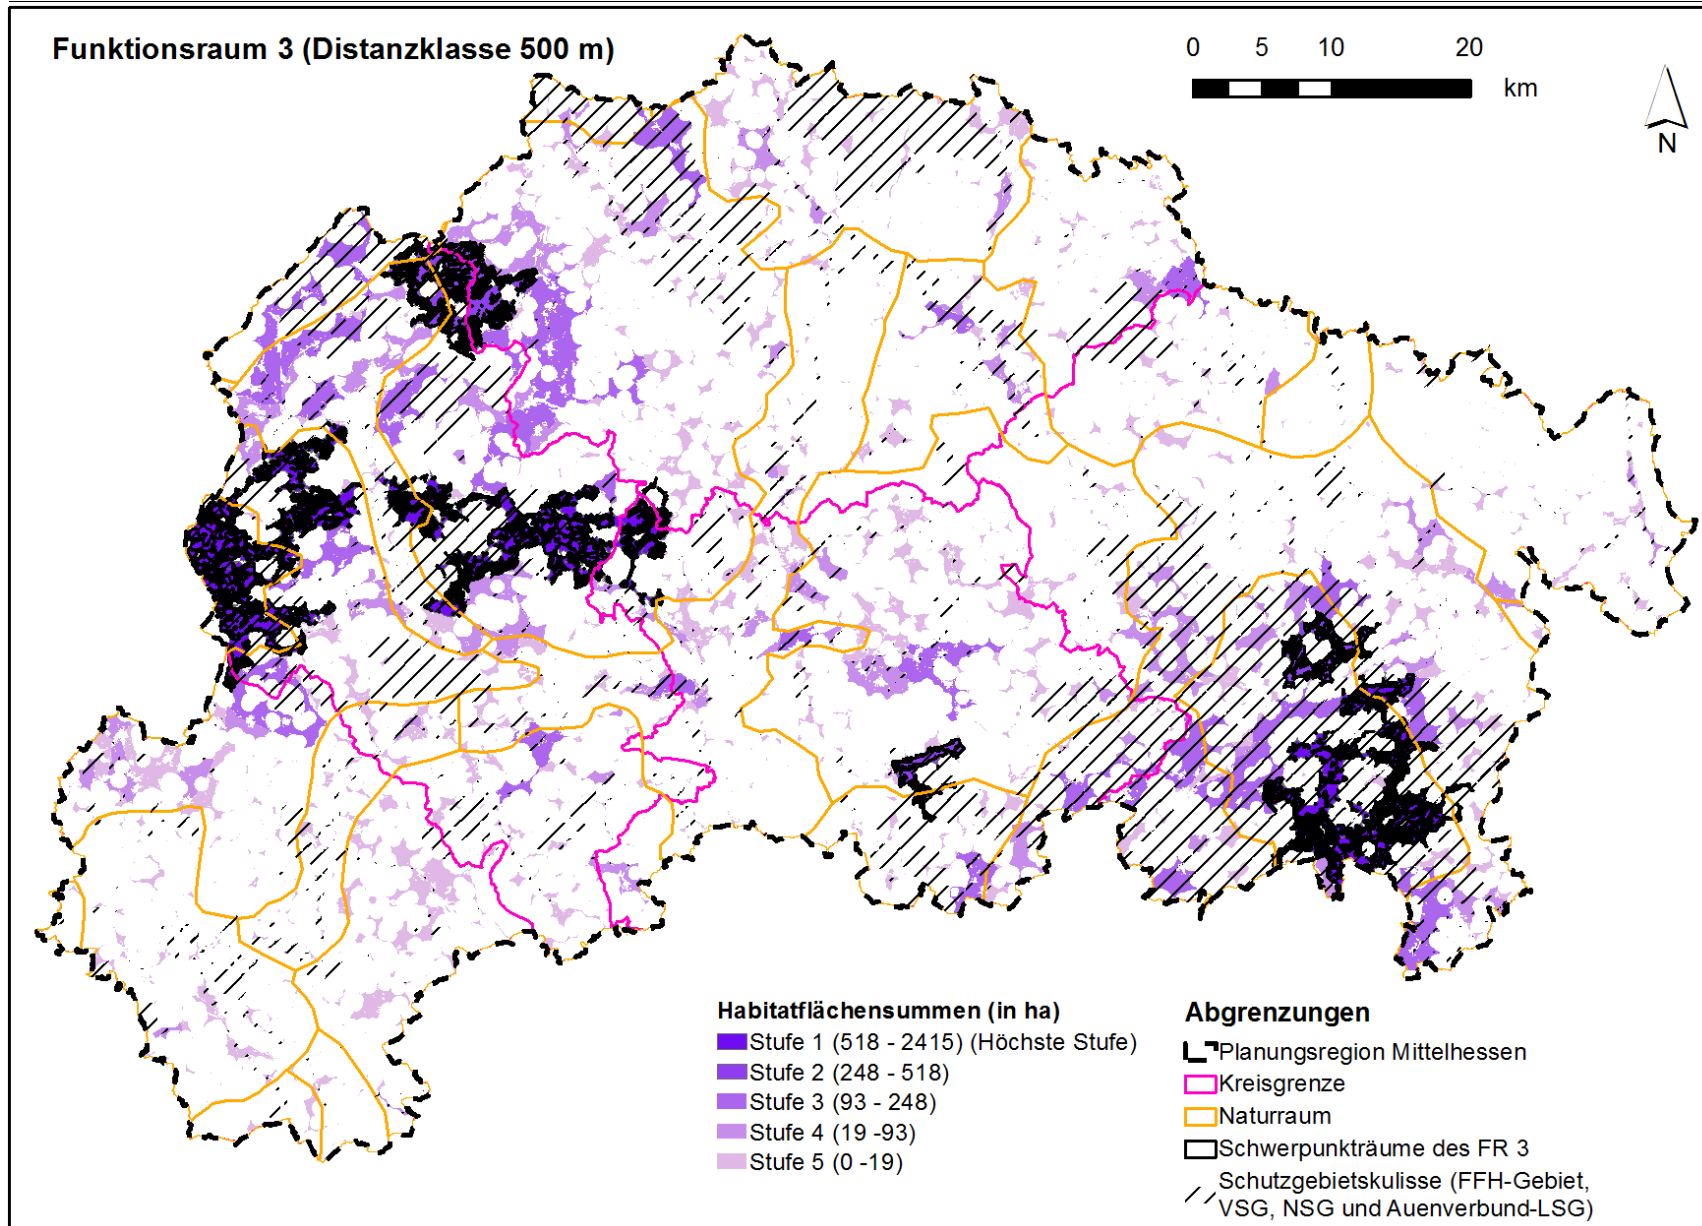 Funktionsraum 3 (Distanzklasse 500 m)
0 5 10 20
km
N
Habitatflächensummen (in ha)
Stufe 1 (518 - 2415) (Höchste Stufe)
Stufe 2 (248 - 518)
Stufe 3 (93 - 248)
Stufe 4 (19 -93)
Stufe 5 (0 -19)
Abgrenzungen
Planungsregion Mittelhessen
Kreisgrenze
Naturraum
Schwerpunkträume des FR 3
Schutzgebietskulisse (FFH-Gebiet,
VSG, NSG und Auenverbund-LSG)